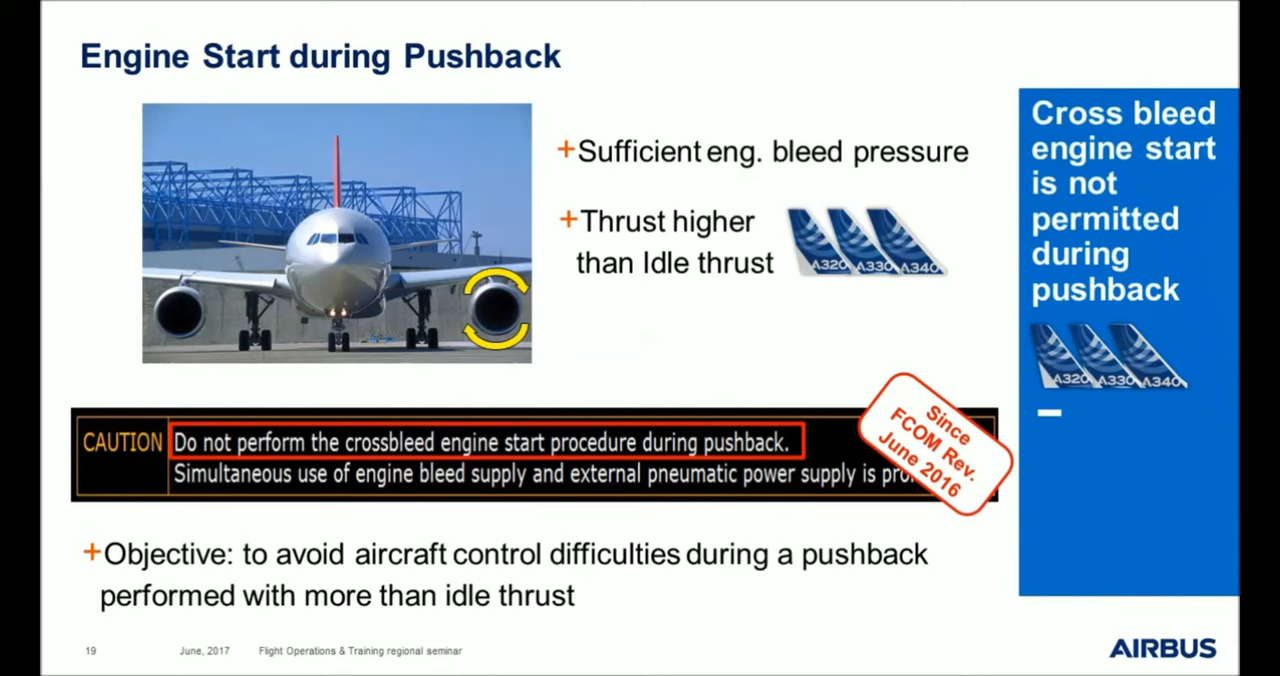 Engine Start during Pushback
+Sufficient eng. bleed pressure
+Thrust higher
than Idle thrust
A320 A330 A340
Cross bleed
engine start
is not
permitted
during
pushback
A320 A330 A340
CAUTION Do not perform the crossbleed engine start procedure during pushback.
Simultaneous use of engine bleed supply and external pneumatic power supply is
Since
FCOM Rev.
June 2016
+Objective: to avoid aircraft control difficulties during a pushback
performed with more than idle thrust
19 June, 2017 Flight Operations & Training regional seminar
AIRBUS